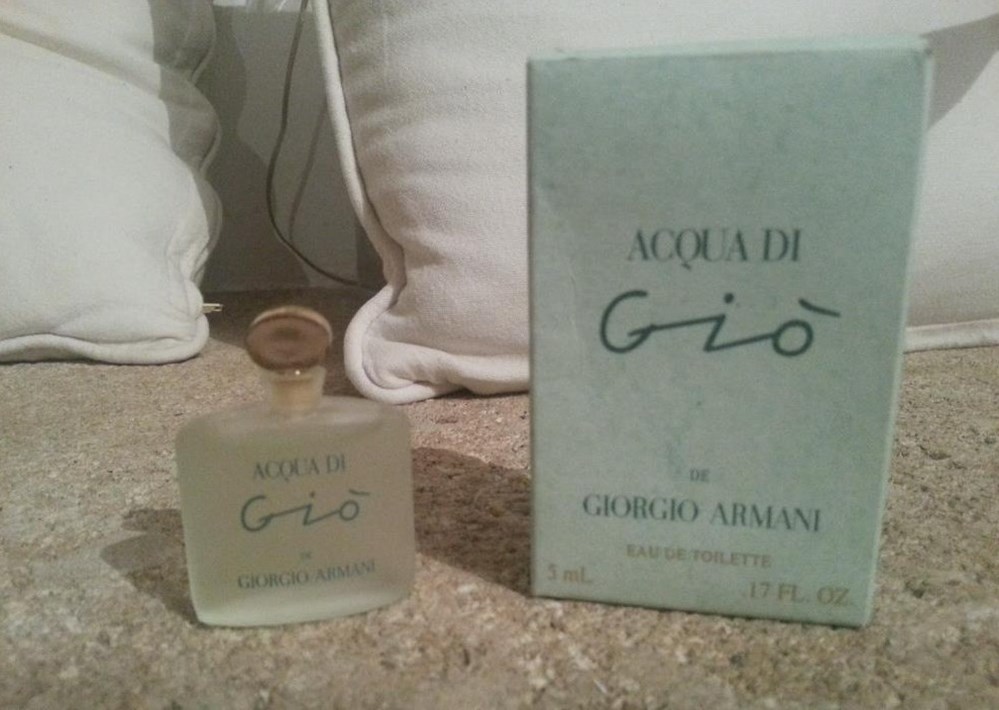 ACQUA DI
Giò
DE
GIORGIO ARMANI
ACQUA DI
Giò
DE
GIORGIO ARMANI
EAU DE TOILETTE
5 mL .17 FL. OZ.